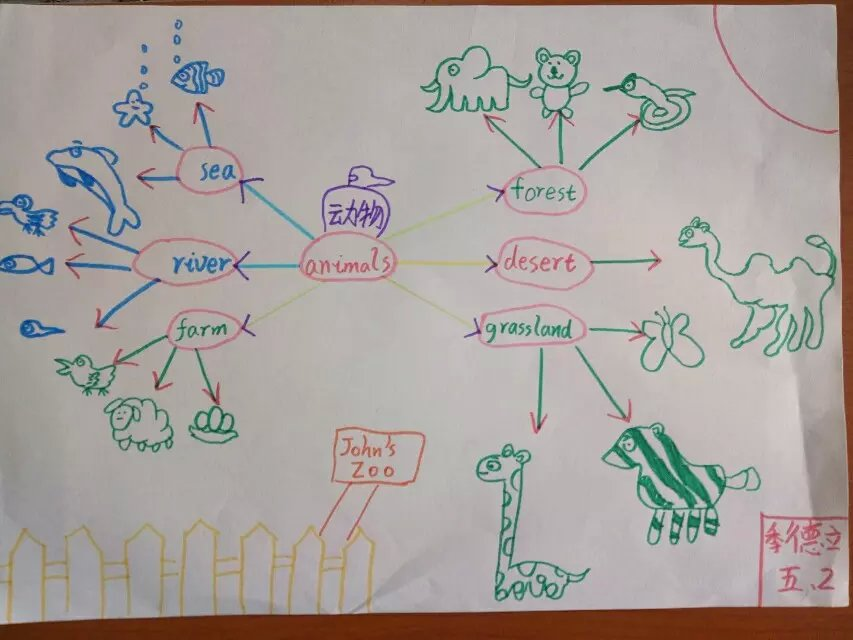 sea
forest
动物
river
animals
desert
farm
grassland
John's
Zoo
季德立
五、2